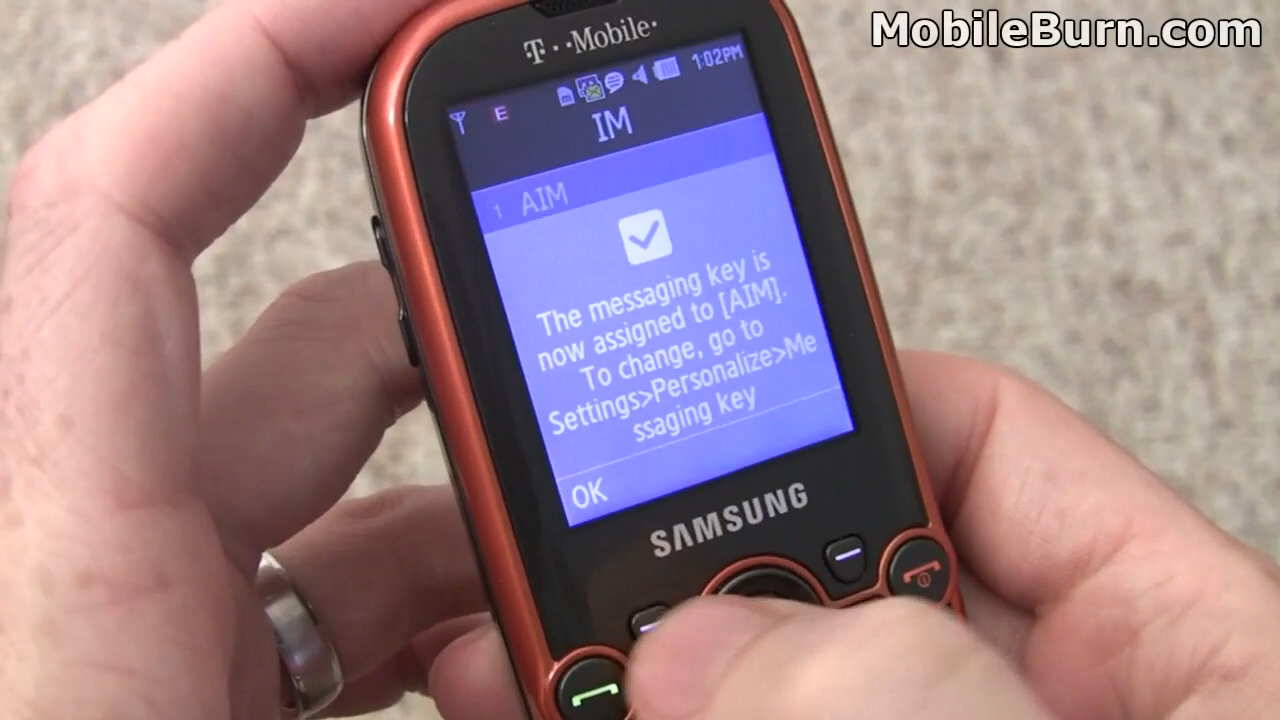 MobileBurn.com
T··Mobile·
E
1:02PM
IM
1 AIM
The messaging key is
now assigned to [AIM].
To change, go to
Settings>Personalize>Me
ssaging key
OK
SAMSUNG